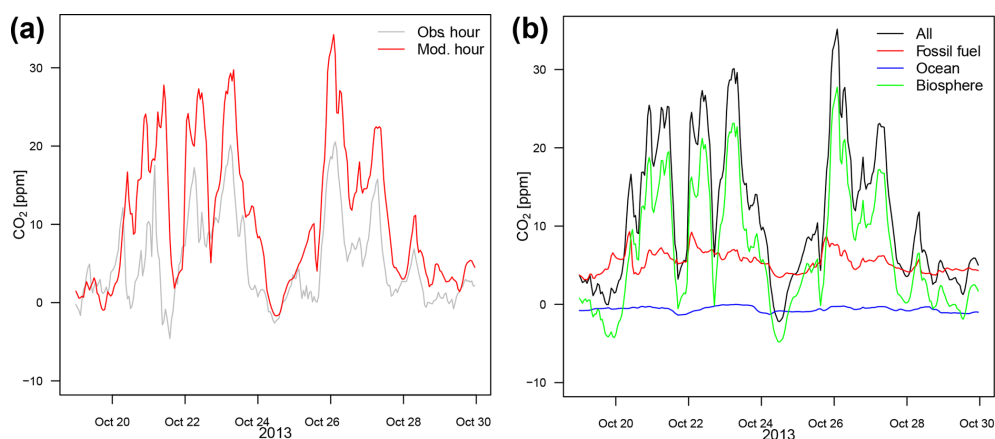 (a)
Obs. hour
Mod. hour
CO2 [ppm]
30
20
10
0
−10
Oct 20 Oct 22 Oct 24 Oct 26 Oct 28 Oct 30
2013
(b)
All
Fossil fuel
Ocean
Biosphere
CO2 [ppm]
30
20
10
0
−10
Oct 20 Oct 22 Oct 24 Oct 26 Oct 28 Oct 30
2013